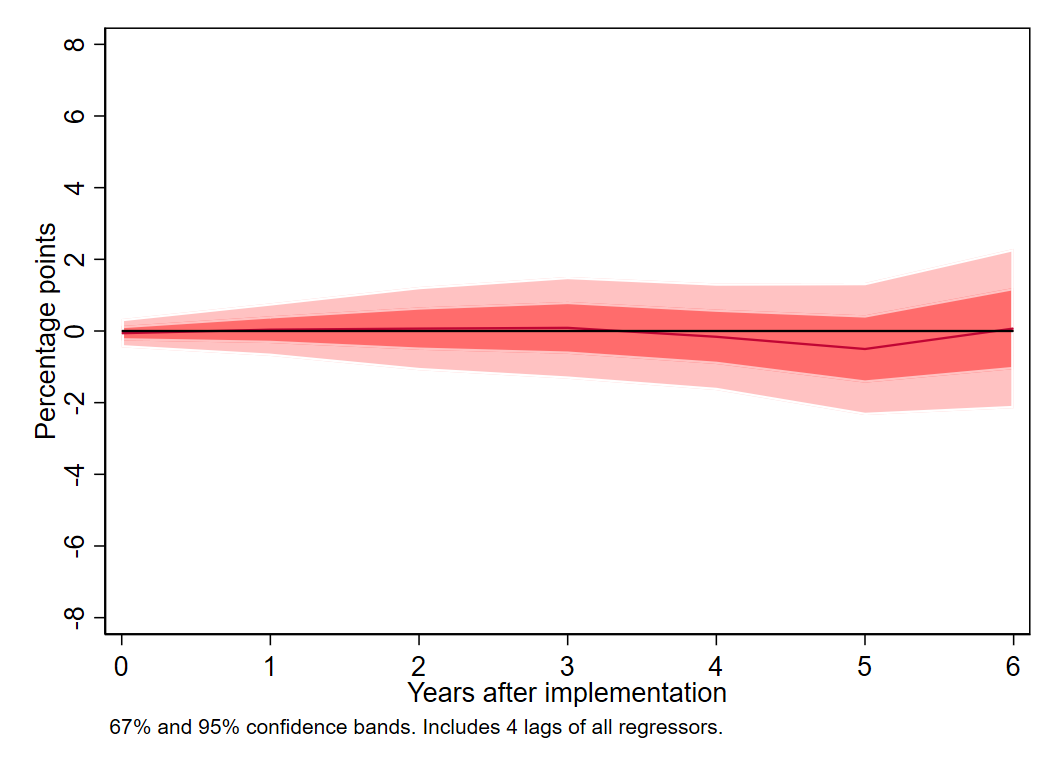 8
6
4
2
0
-2
-4
-6
-8
Percentage points
0 1 2 3 4 5 6
Years after implementation
67% and 95% confidence bands. Includes 4 lags of all regressors.